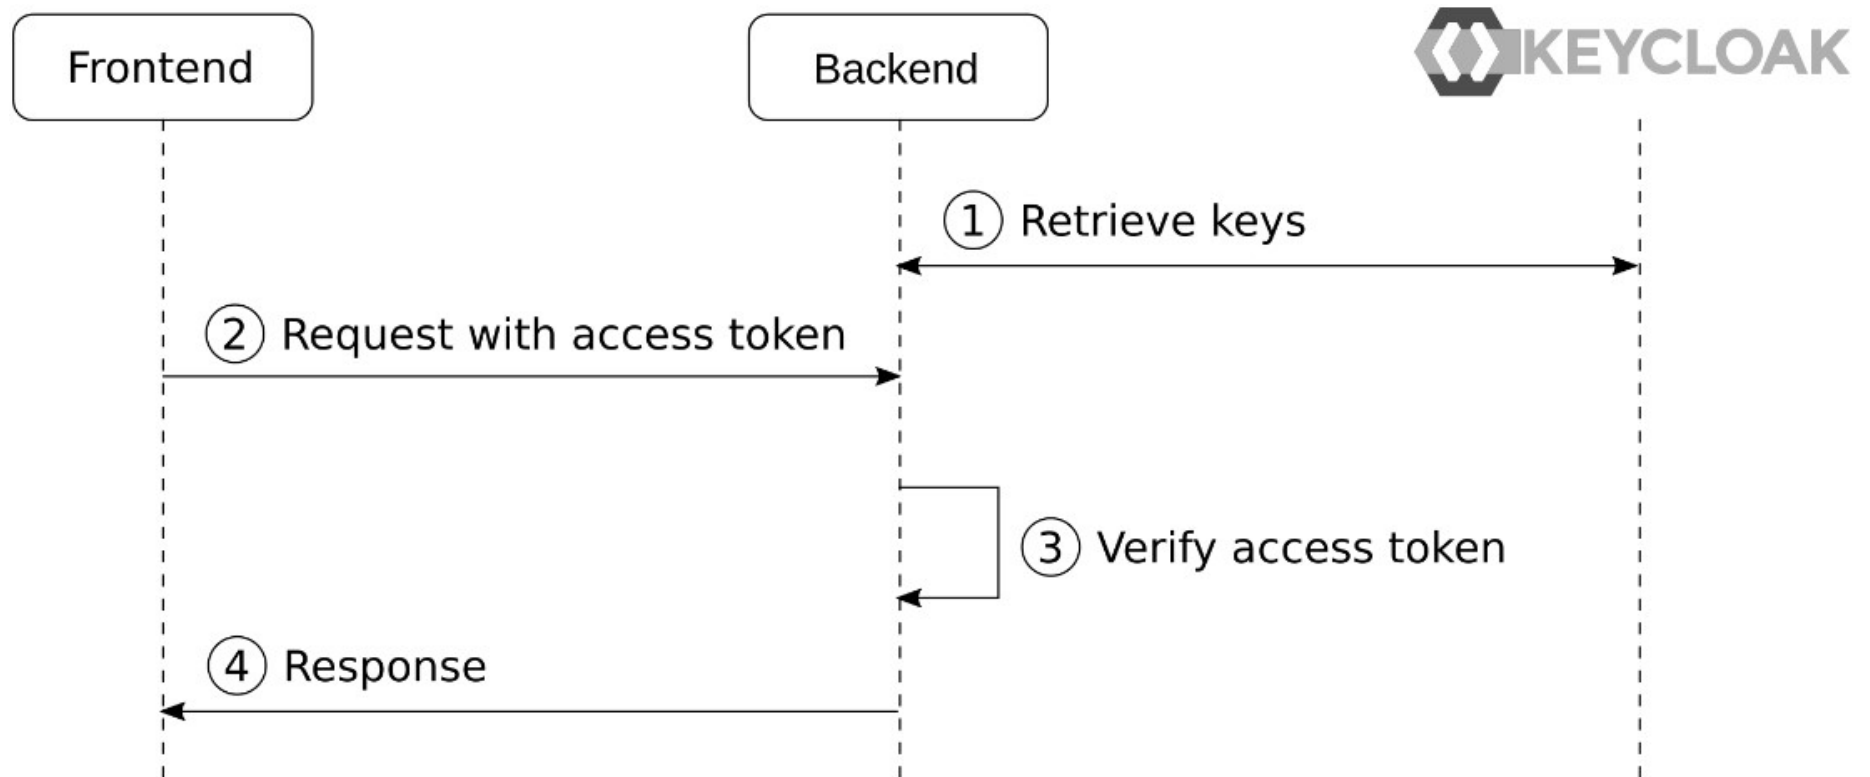 Frontend
Backend
KEYCLOAK
1 Retrieve keys
2 Request with access token
3 Verify access token
4 Response